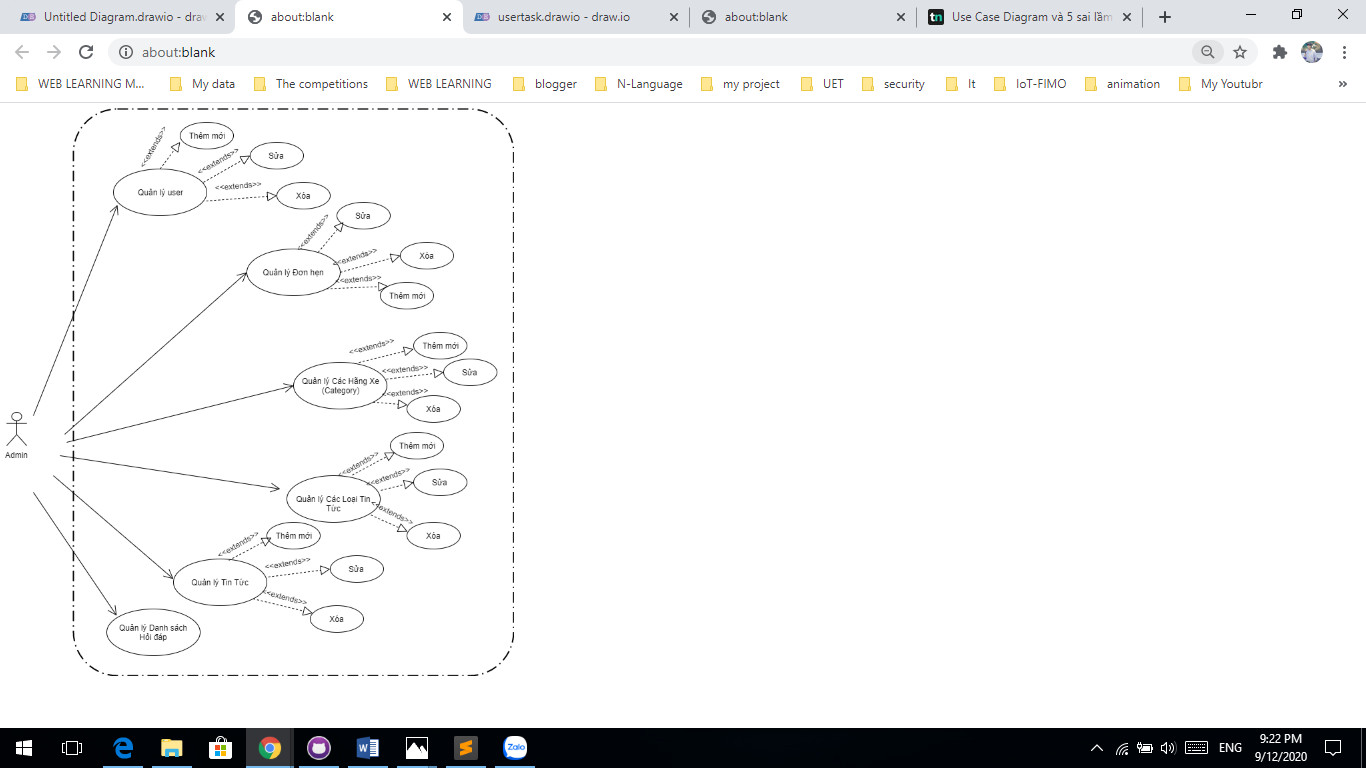 Untitled Diagram.drawio - draw
about:blank
usertask.drawio - draw.io
about:blank
tn
Use Case Diagram và 5 sai lầm
about:blank
WEB LEARNING M...
My data
The competitions
WEB LEARNING
blogger
N-Language
my project
UET
security
It
IoT-FIMO
animation
My Youtubr
<<extends>>
Thêm mới
<<extends>>
Sửa
Quản lý user
<<extends>>
Xóa
<<extends>>
Sửa
Quản lý Đơn hẹn
<<extends>>
Xóa
<<extends>>
Thêm mới
<<extends>>
Thêm mới
Quản lý Các Hãng Xe
(Category)
<<extends>>
Sửa
<<extends>>
Xóa
Admin
<<extends>>
Thêm mới
<<extends>>
Sửa
Quản lý Các Loại Tin
Tức
<<extends>>
Xóa
<<extends>>
Thêm mới
<<extends>>
Sửa
Quản lý Tin Tức
<<extends>>
Xóa
Quản lý Danh sách
Hỏi đáp
Zalo
ENG
9:22 PM
9/12/2020